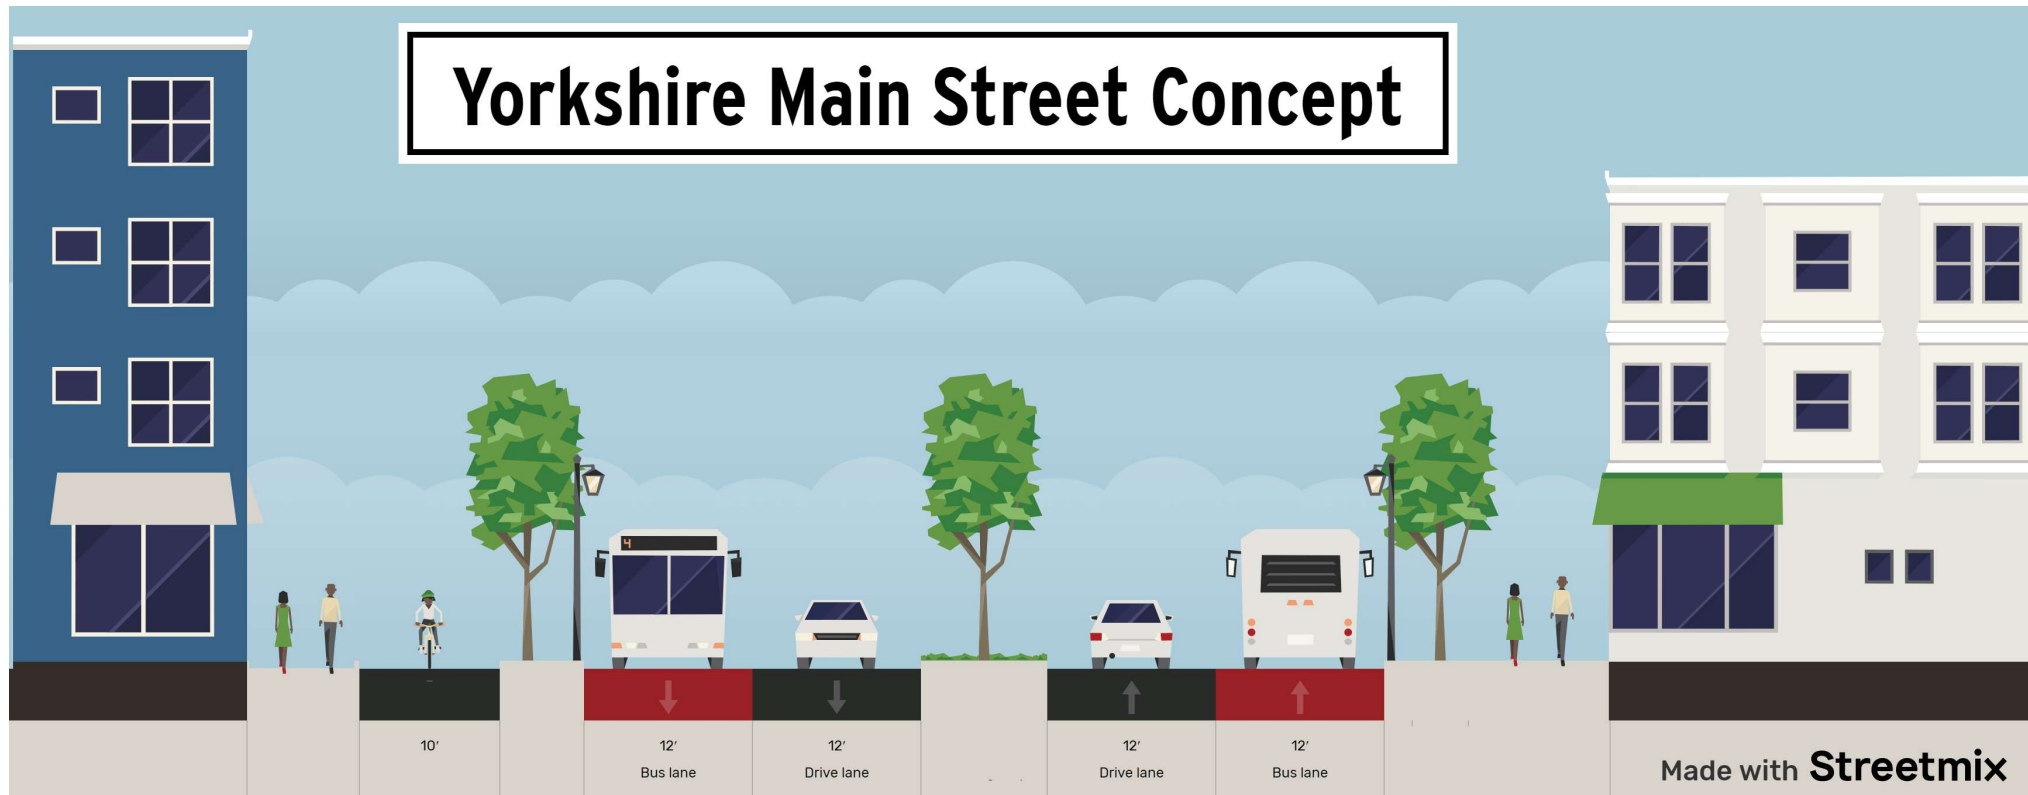 Yorkshire Main Street Concept
4
10′
12′
Bus lane
12′
Drive lane
12′
Drive lane
12′
Bus lane
Made with Streetmix